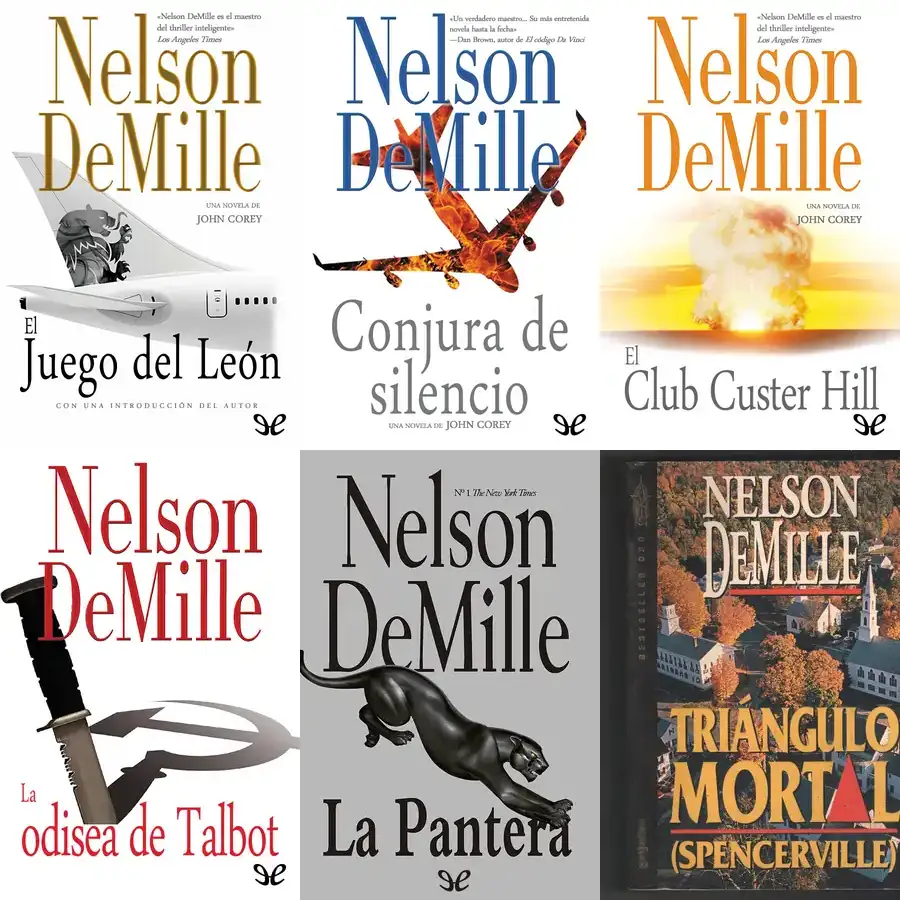 Nelson
DeMille
«Nelson DeMille es el maestro
del thriller inteligente»
Los Angeles Times
UNA NOVELA DE
JOHN COREY
El
Juego del León
CON UNA INTRODUCCIÓN DEL AUTOR
Nelson
DeMille
«Un verdadero maestro... Su más entretenida
novela hasta la fecha»
—Dan Brown, autor de El código Da Vinci
Conjura de
silencio
UNA NOVELA DE JOHN COREY
Nelson
DeMille
«Nelson DeMille es el maestro
del thriller inteligente»
Los Angeles Times
UNA NOVELA DE
JOHN COREY
El
Club Custer Hill
Nelson
DeMille
La
odisea de Talbot
Nº 1 The New York Times
Nelson
DeMille
La Pantera
NELSON
DEMILLE
TRIÁNGULO
MORTAL
(SPENCERVILLE)